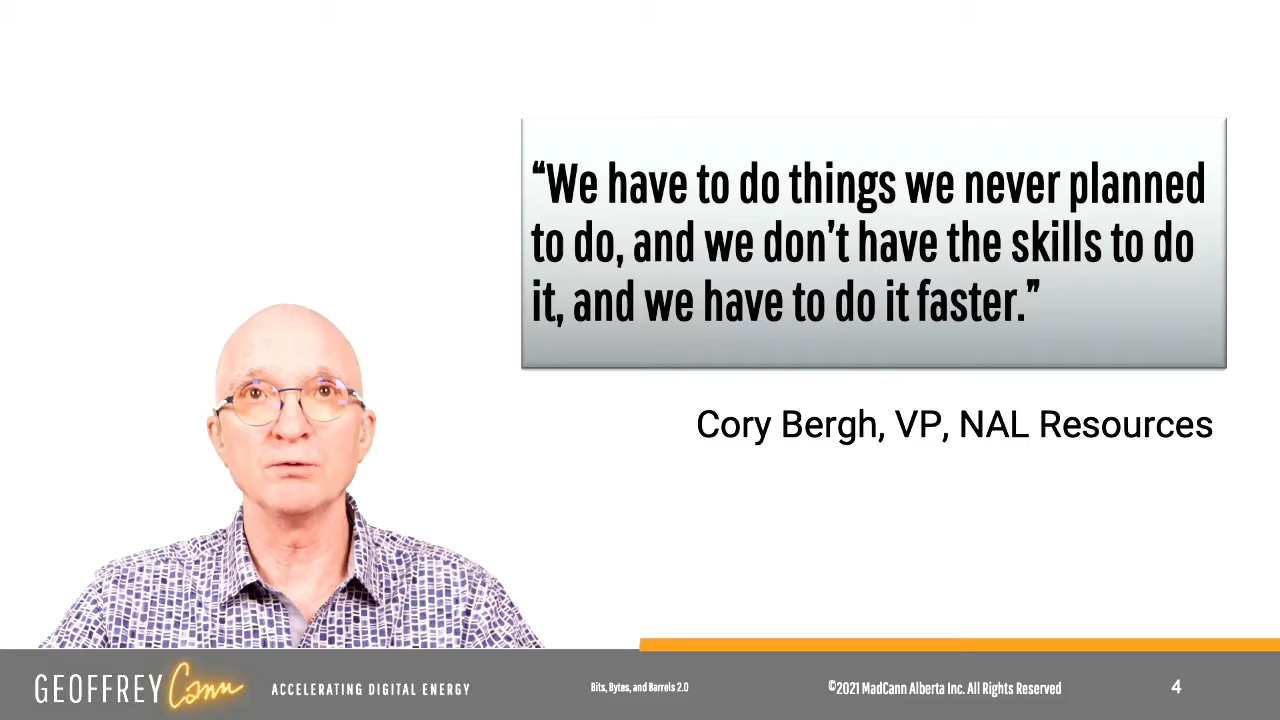 “We have to do things we never planned
to do, and we don’t have the skills to do
it, and we have to do it faster.”
Cory Bergh, VP, NAL Resources
GEOFFREY Cann
ACCELERATING DIGITAL ENERGY
Bits, Bytes, and Barrels 2.0
©2021 MadCann Alberta Inc. All Rights Reserved
4